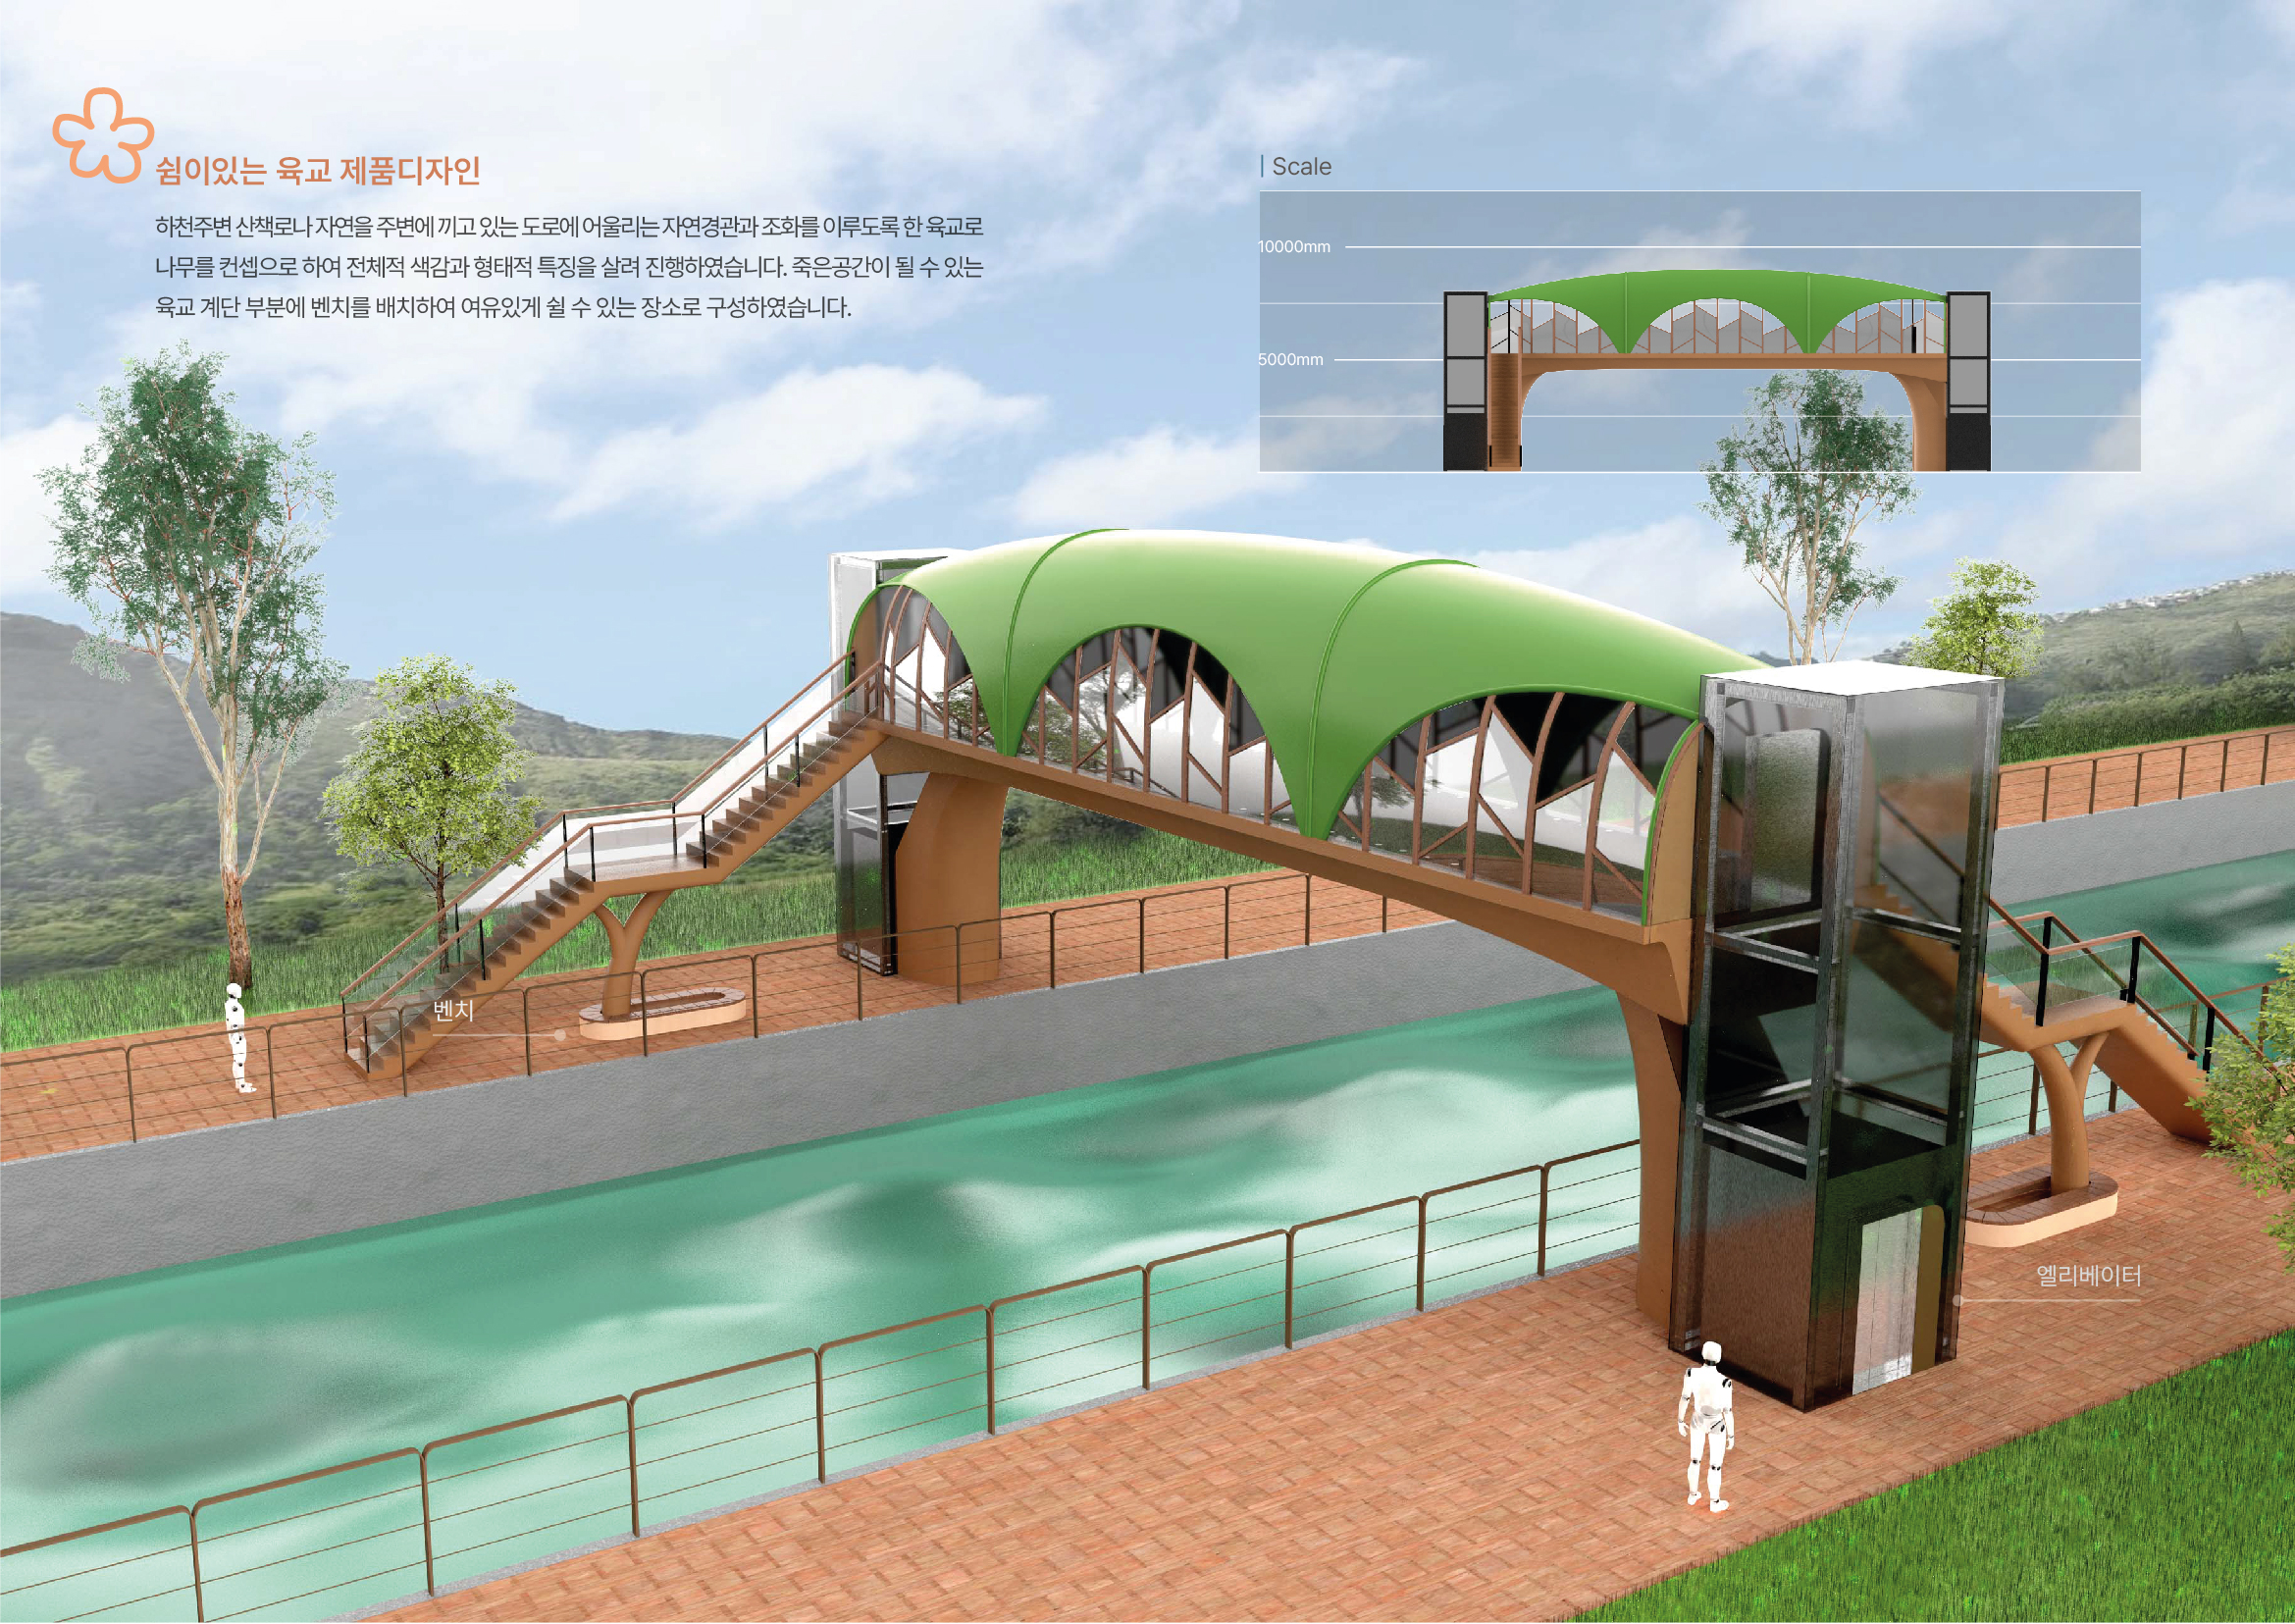 쉼이있는 육교 제품디자인
하천주변 산책로나 자연을 주변에 끼고 있는 도로에 어울리는 자연경관과 조화를 이루도록 한 육교로
나무를 컨셉으로 하여 전체적 색감과 형태적 특징을 살려 진행하였습니다. 죽은공간이 될 수 있는
육교 계단 부분에 벤치를 배치하여 여유있게 쉴 수 있는 장소로 구성하였습니다.
Scale
10000mm
5000mm
벤치
엘리베이터